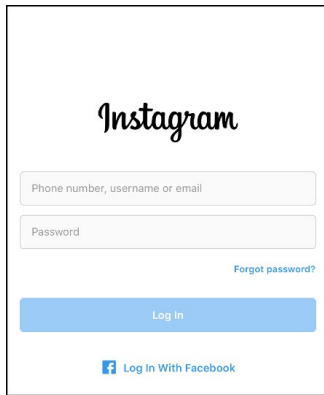 Instagram
Phone number, username or email
Password
Forgot password?
Log In
Log In With Facebook